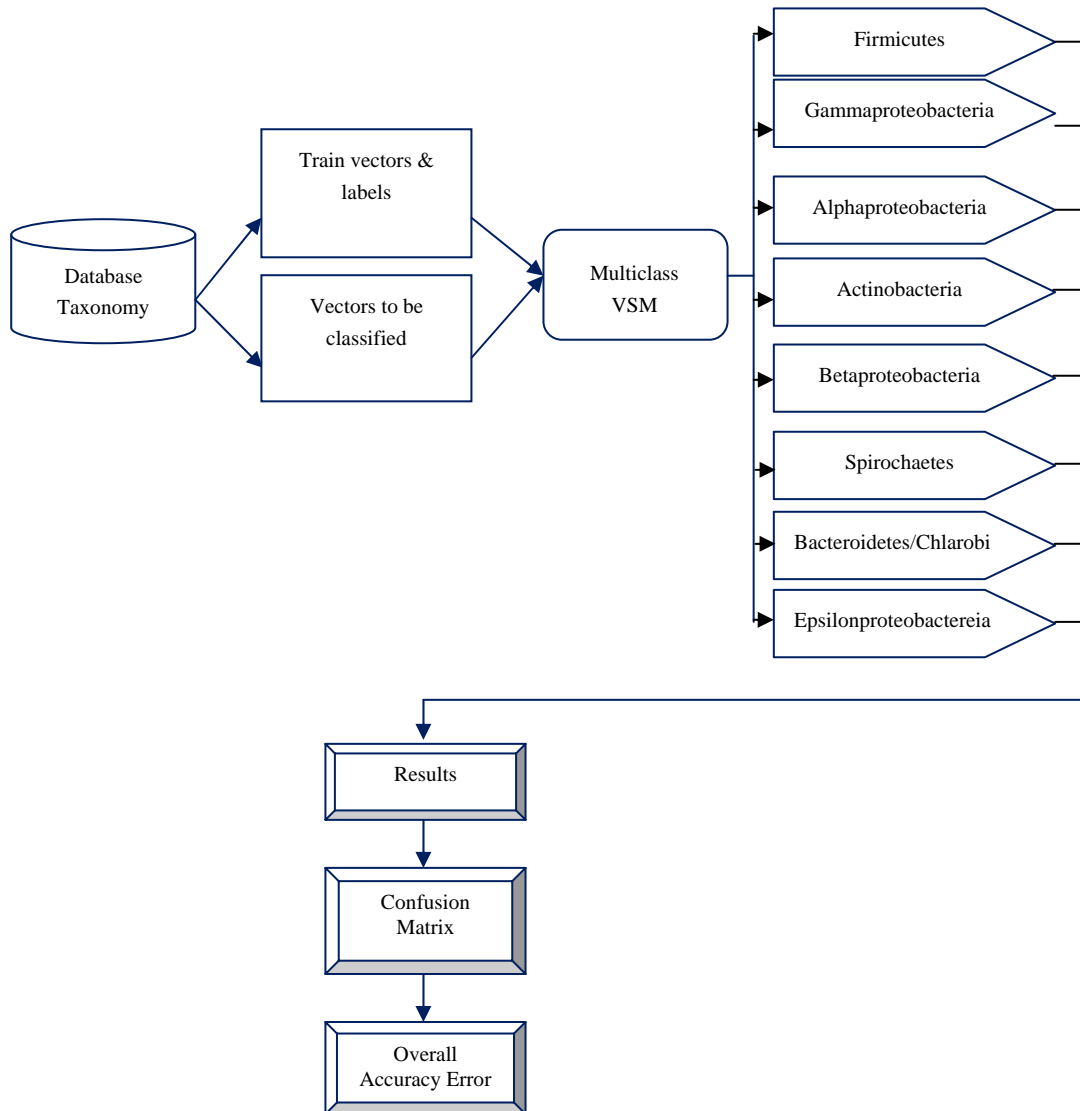 Firmicutes
Gammaproteobacteria
Train vectors &
labels
Alphaproteobacteria
Database
Taxonomy
Multiclass
VSM
Vectors to be
classified
Actinobacteria
Betaproteobacteria
Spirochaetes
Bacteroidetes/Chlarobi
Epsilonproteobactereia
Results
Confusion
Matrix
Overall
Accuracy Error